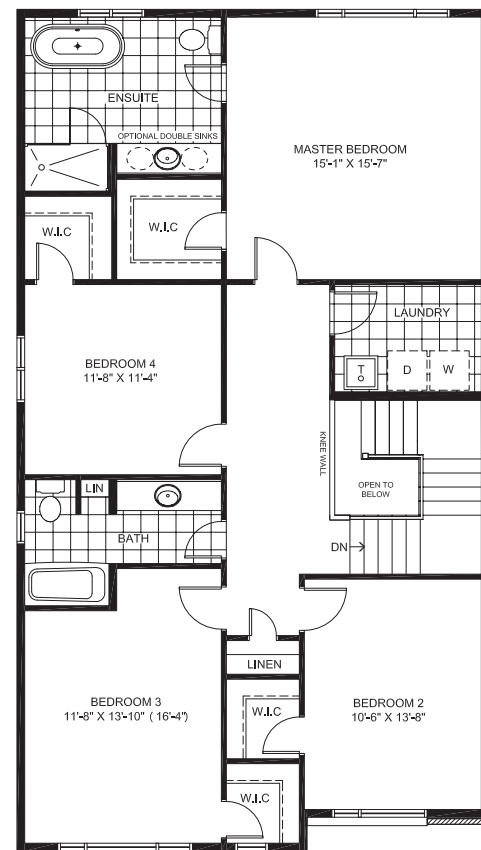 ENSUITE
OPTIONAL DOUBLE SINKS
MASTER BEDROOM
15'-1" X 15'-7"
W.I.C
W.I.C
LAUNDRY
BEDROOM 4
11'-8" X 11'-4"
T
D
W
KNEE WALL
OPEN TO
BELOW
LIN
BATH
DN
LINEN
BEDROOM 3
11'-8" X 13'-10" ( 16'-4")
W.I.C
BEDROOM 2
10'-6" X 13'-8"
W.I.C